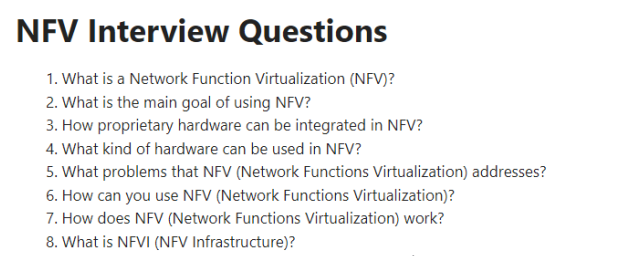 NFV Interview Questions
1. What is a Network Function Virtualization (NFV)?
2. What is the main goal of using NFV?
3. How proprietary hardware can be integrated in NFV?
4. What kind of hardware can be used in NFV?
5. What problems that NFV (Network Functions Virtualization) addresses?
6. How can you use NFV (Network Functions Virtualization)?
7. How does NFV (Network Functions Virtualization) work?
8. What is NFVI (NFV Infrastructure)?